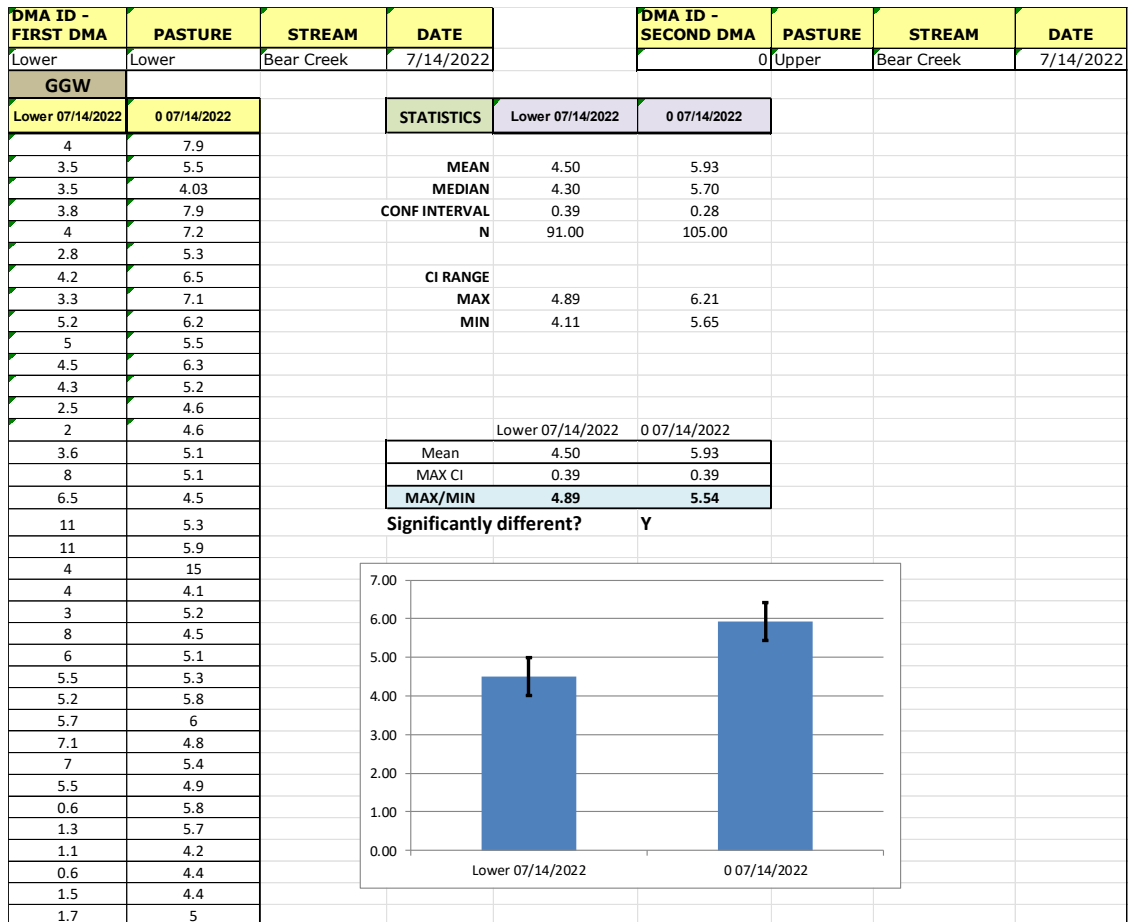 DMA ID - FIRST DMA PASTURE STREAM DATE DMA ID - SECOND DMA PASTURE STREAM DATE
Lower Lower Bear Creek 7/14/2022 0 Upper Bear Creek 7/14/2022
GGW
Lower 07/14/2022 0 07/14/2022 STATISTICS Lower 07/14/2022 0 07/14/2022
4 7.9
3.5 5.5 MEAN 4.50 5.93
3.5 4.03 MEDIAN 4.30 5.70
3.8 7.9 CONF INTERVAL 0.39 0.28
4 7.2 N 91.00 105.00
2.8 5.3
4.2 6.5 CI RANGE
3.3 7.1 MAX 4.89 6.21
5.2 6.2 MIN 4.11 5.65
5 5.5
4.5 6.3
4.3 5.2
2.5 4.6
2 4.6 Lower 07/14/2022 0 07/14/2022
3.6 5.1 Mean 4.50 5.93
8 5.1 MAX CI 0.39 0.39
6.5 4.5 MAX/MIN 4.89 5.54
11 5.3 Significantly different? Y
11 5.9
4 15
4 4.1
3 5.2
8 4.5
6 5.1
5.5 5.3
5.2 5.8
5.7 6
7.1 4.8
7 5.4
5.5 4.9
0.6 5.8
1.3 5.7
1.1 4.2
0.6 4.4
1.5 4.4
1.7 5
7.00
6.00
5.00
4.00
3.00
2.00
1.00
0.00
Lower 07/14/2022 0 07/14/2022